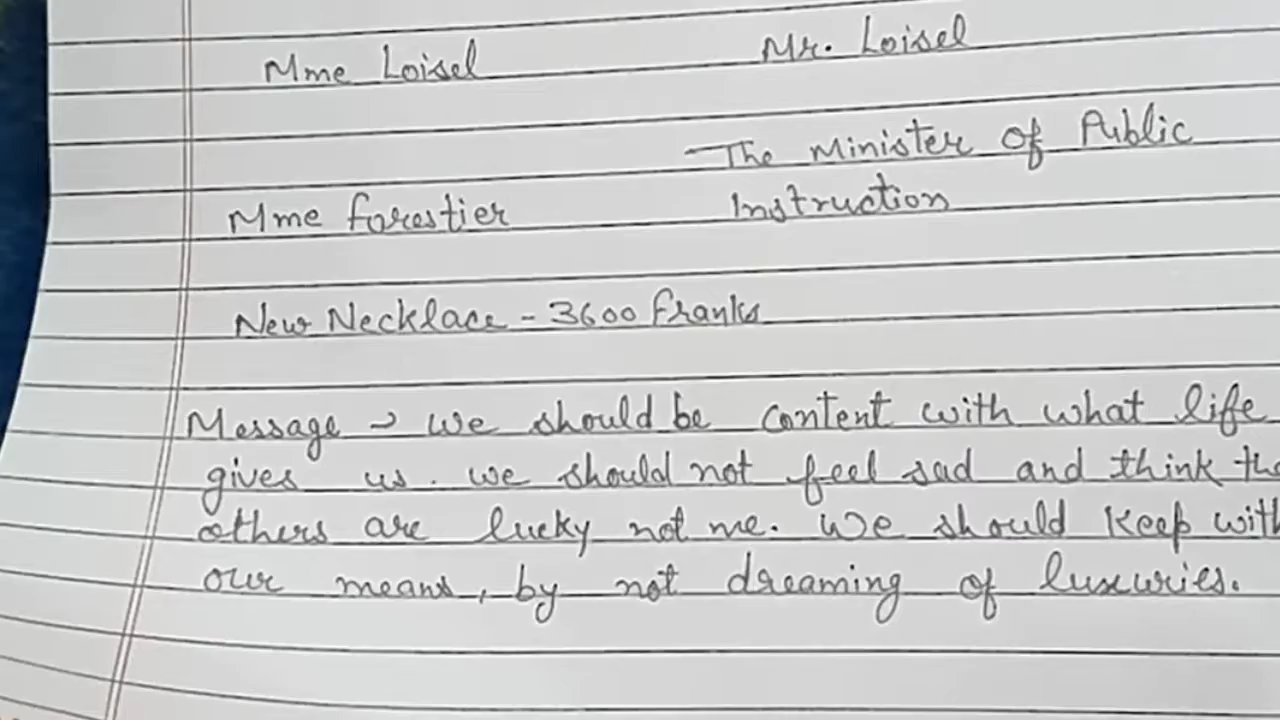 Mme Loisel Mr. Loisel
The Minister of Public
Mme Forestier Instruction
New Necklace - 3600 Franks
Message → We should be content with what life
gives us. we should not feel sad and think
others are lucky not me. We should keep
our means, by not dreaming of luxuries.